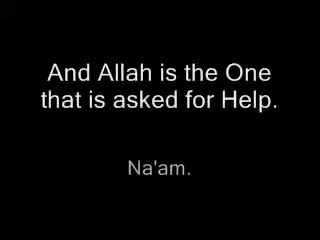 And Allah is the One
that is asked for Help.
Na'am.